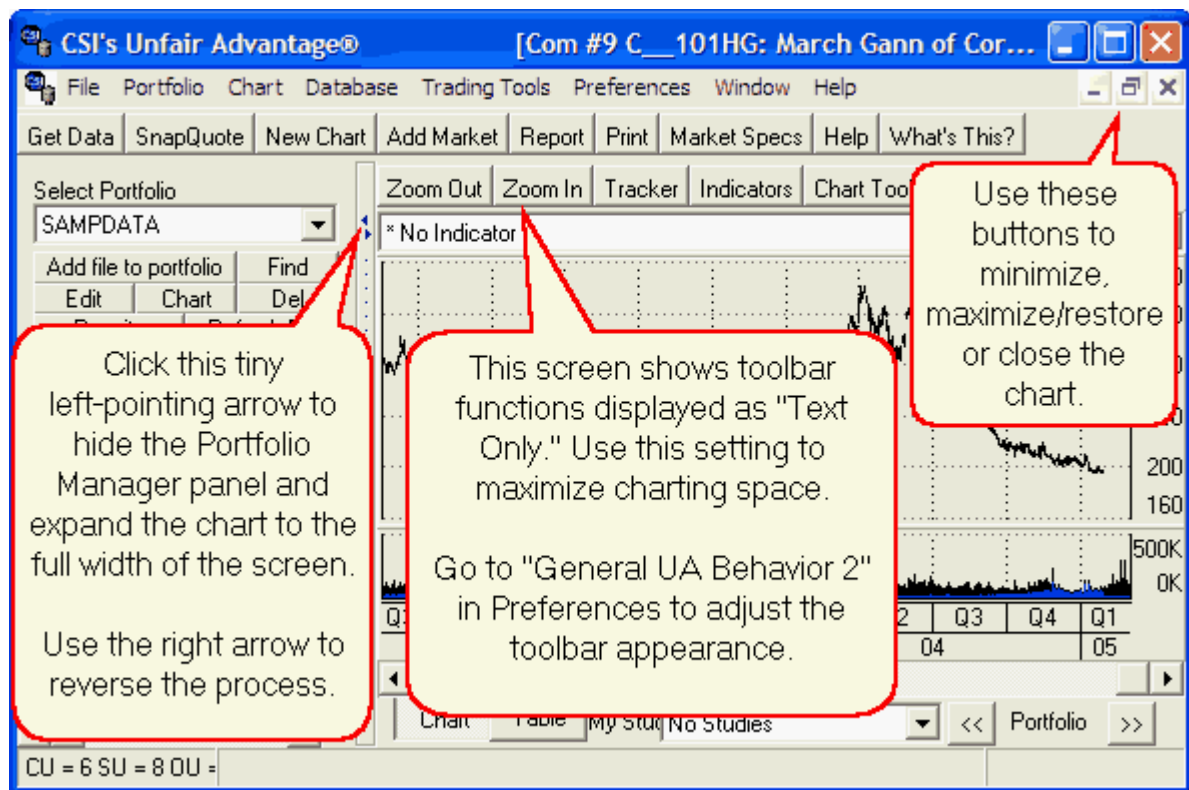 CSI's Unfair Advantage® [Com #9 C__101HG: March Gann of Cor...
File Portfolio Chart Database Trading Tools Preferences Window Help
Get Data SnapQuote New Chart Add Market Report Print Market Specs Help What's This?
Select Portfolio
SAMPDATA
Add file to portfolio Find
Edit Chart Del
Zoom Out Zoom In Tracker Indicators Chart Too
* No Indicator
Click this tiny
left-pointing arrow to
hide the Portfolio
Manager panel and
expand the chart to the
full width of the screen.
Use the right arrow to
reverse the process.
This screen shows toolbar
functions displayed as "Text
Only." Use this setting to
maximize charting space.
Go to "General UA Behavior 2"
in Preferences to adjust the
toolbar appearance.
Use these
buttons to
minimize,
maximize/restore
or close the
chart.
200
160
500K
0K
Q3 Q4 Q1
04 05
Chart Table My Stud No Studies << Portfolio >>
CU = 6 SU = 8 OU =